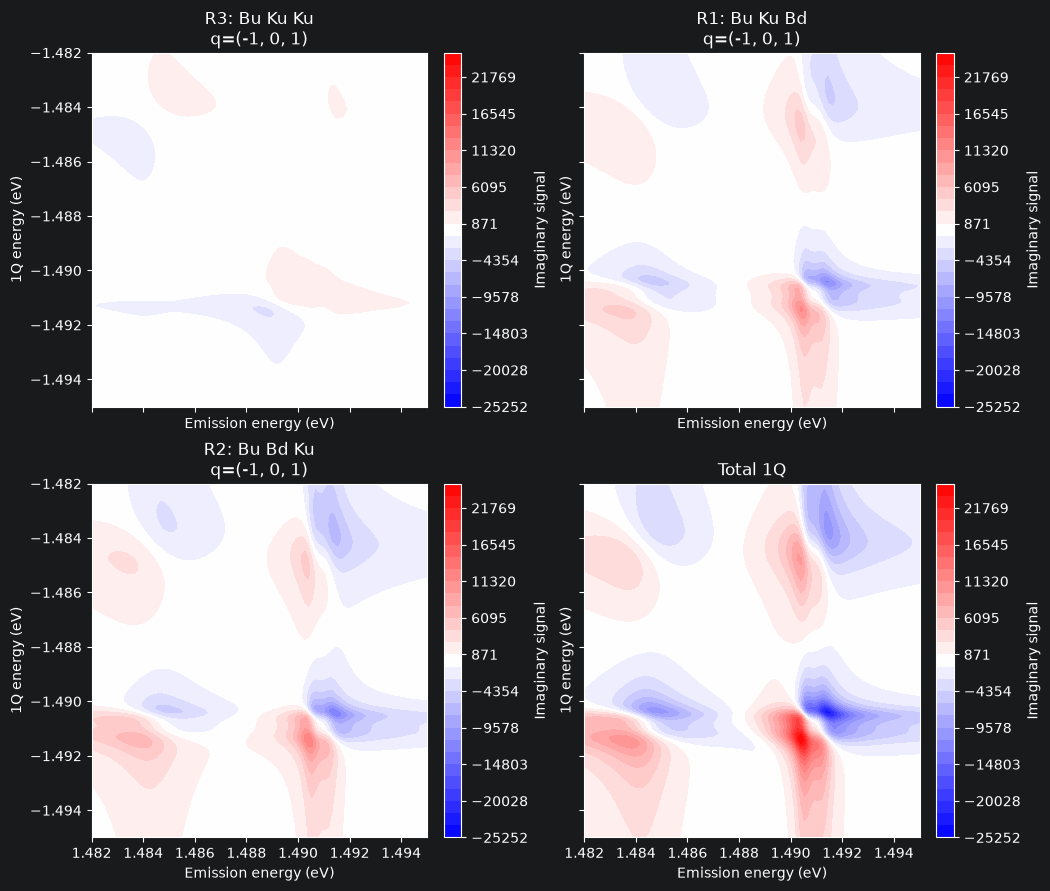 R3: Bu Ku Ku
q=(-1, 0, 1)
−1.482
−1.484
−1.486
−1.488
−1.490
−1.492
−1.494
1Q energy (eV)
Emission energy (eV)
21769
16545
11320
6095
871
−4354
−9578
−14803
−20028
−25252
Imaginary signal
R1: Bu Ku Bd
q=(-1, 0, 1)
1Q energy (eV)
Emission energy (eV)
21769
16545
11320
6095
871
−4354
−9578
−14803
−20028
−25252
Imaginary signal
R2: Bu Bd Ku
q=(-1, 0, 1)
−1.482
−1.484
−1.486
−1.488
−1.490
−1.492
−1.494
1Q energy (eV)
1.482 1.484 1.486 1.488 1.490 1.492 1.494
Emission energy (eV)
21769
16545
11320
6095
871
−4354
−9578
−14803
−20028
−25252
Imaginary signal
Total 1Q
1Q energy (eV)
1.482 1.484 1.486 1.488 1.490 1.492 1.494
Emission energy (eV)
21769
16545
11320
6095
871
−4354
−9578
−14803
−20028
−25252
Imaginary signal